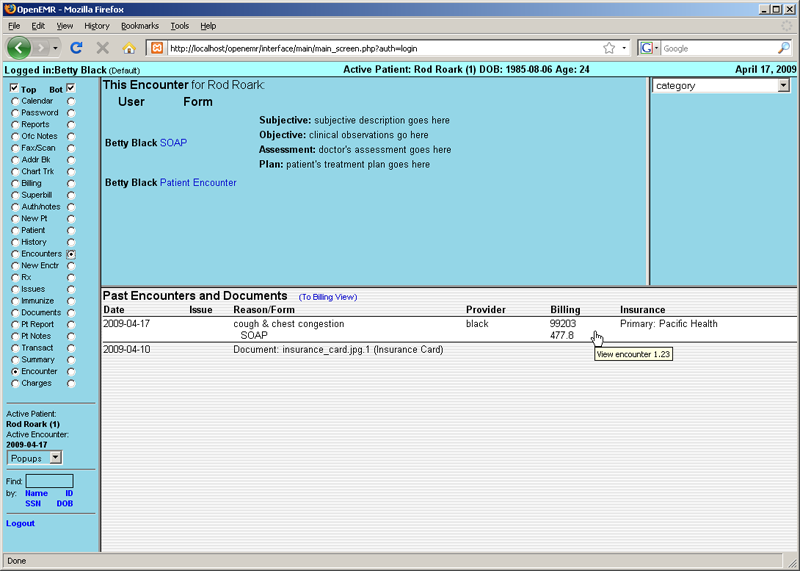 OpenEMR - Mozilla Firefox
File Edit View History Bookmarks Tools Help
http://localhost/openemr/interface/main/main_screen.php?auth=login
Google
Logged in:Betty Black (Default) Active Patient: Rod Roark (1) DOB: 1985-08-06 Age: 24 April 17, 2009
Top Bot
Calendar
Password
Reports
Ofc Notes
Fax/Scan
Addr Bk
Chart Trk
Billing
Superbill
Auth/notes
New Pt
Patient
History
Encounters
New Enctr
Rx
Issues
Immunize
Documents
Pt Report
Pt Notes
Transact
Summary
Encounter
Charges
Active Patient:
Rod Roark (1)
Active Encounter:
2009-04-17
Popups
Find:
by: Name ID
SSN DOB
Logout
This Encounter for Rod Roark:
User Form
Subjective: subjective description goes here
Objective: clinical observations go here
Betty Black SOAP
Assessment: doctor's assessment goes here
Plan: patient's treatment plan goes here
Betty Black Patient Encounter
category
Past Encounters and Documents (To Billing View)
Date Issue Reason/Form Provider Billing Insurance
2009-04-17 cough & chest congestion black 99203 Primary: Pacific Health
SOAP 477.8
2009-04-10 Document: insurance_card.jpg.1 (Insurance Card)
View encounter 1.23
Done